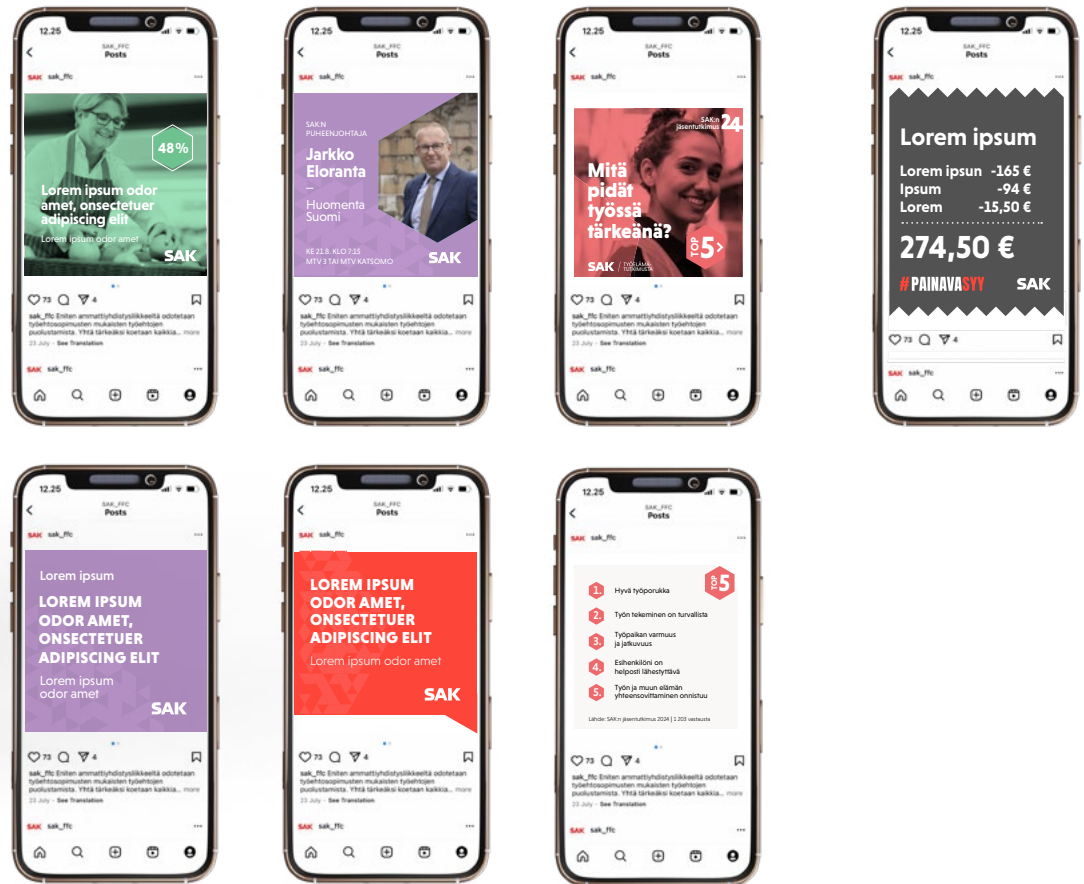 12.25
SAK_FFC
Posts
SAK sak_ffc
48%
Lorem ipsum odor
amet, onsectetuer
adipiscing elit
Lorem ipsum odor amet
SAK
73 4
sak_ffc Eniten ammattiyhdistysliikkeeltä odotetaan
työehtosopimusten mukaisten työehtojen
puolustamista. Yhtä tärkeäksi koetaan kaikkia... more
23 July · See Translation
SAK sak_ffc
12.25
SAK_FFC
Posts
SAK sak_ffc
SAK:N
PUHEENJOHTAJA
Jarkko
Eloranta
–
Huomenta
Suomi
KE 21.8. KLO 7:15
MTV 3 TAI MTV KATSOMO
SAK
73 4
sak_ffc Eniten ammattiyhdistysliikkeeltä odotetaan
työehtosopimusten mukaisten työehtojen
puolustamista. Yhtä tärkeäksi koetaan kaikkia... more
23 July · See Translation
SAK sak_ffc
12.25
SAK_FFC
Posts
SAK sak_ffc
SAK:n
jäsentutkimus 24
Mitä
pidät
työssä
tärkeänä?
TOP 5>
SAK / TYÖELÄMÄ-
TUTKIMUSTA
73 4
sak_ffc Eniten ammattiyhdistysliikkeeltä odotetaan
työehtosopimusten mukaisten työehtojen
puolustamista. Yhtä tärkeäksi koetaan kaikkia... more
23 July · See Translation
SAK sak_ffc
12.25
SAK_FFC
Posts
SAK sak_ffc
Lorem ipsum
Lorem ipsun -165 €
Ipsum -94 €
Lorem -15,50 €
274,50 €
#PAINAVASYY SAK
73 4
SAK sak_ffc
12.25
SAK_FFC
Posts
SAK sak_ffc
Lorem ipsum
LOREM IPSUM
ODOR AMET,
ONSECTETUER
ADIPISCING ELIT
Lorem ipsum
odor amet
SAK
73 4
sak_ffc Eniten ammattiyhdistysliikkeeltä odotetaan
työehtosopimusten mukaisten työehtojen
puolustamista. Yhtä tärkeäksi koetaan kaikkia... more
23 July · See Translation
SAK sak_ffc
12.25
SAK_FFC
Posts
SAK sak_ffc
LOREM IPSUM
ODOR AMET,
ONSECTETUER
ADIPISCING ELIT
Lorem ipsum odor amet
SAK
73 4
sak_ffc Eniten ammattiyhdistysliikkeeltä odotetaan
työehtosopimusten mukaisten työehtojen
puolustamista. Yhtä tärkeäksi koetaan kaikkia... more
23 July · See Translation
SAK sak_ffc
12.25
SAK_FFC
Posts
SAK sak_ffc
TOP 5
1. Hyvä työporukka
2. Työn tekeminen on turvallista
3. Työpaikan varmuus
ja jatkuvuus
4. Esihenkilöni on
helposti lähestyttävä
5. Työn ja muun elämän
yhteensovittaminen onnistuu
Lähde: SAK:n jäsentutkimus 2024 | 1.203 vastausta
73 4
sak_ffc Eniten ammattiyhdistysliikkeeltä odotetaan
työehtosopimusten mukaisten työehtojen
puolustamista. Yhtä tärkeäksi koetaan kaikkia... more
23 July · See Translation
SAK sak_ffc